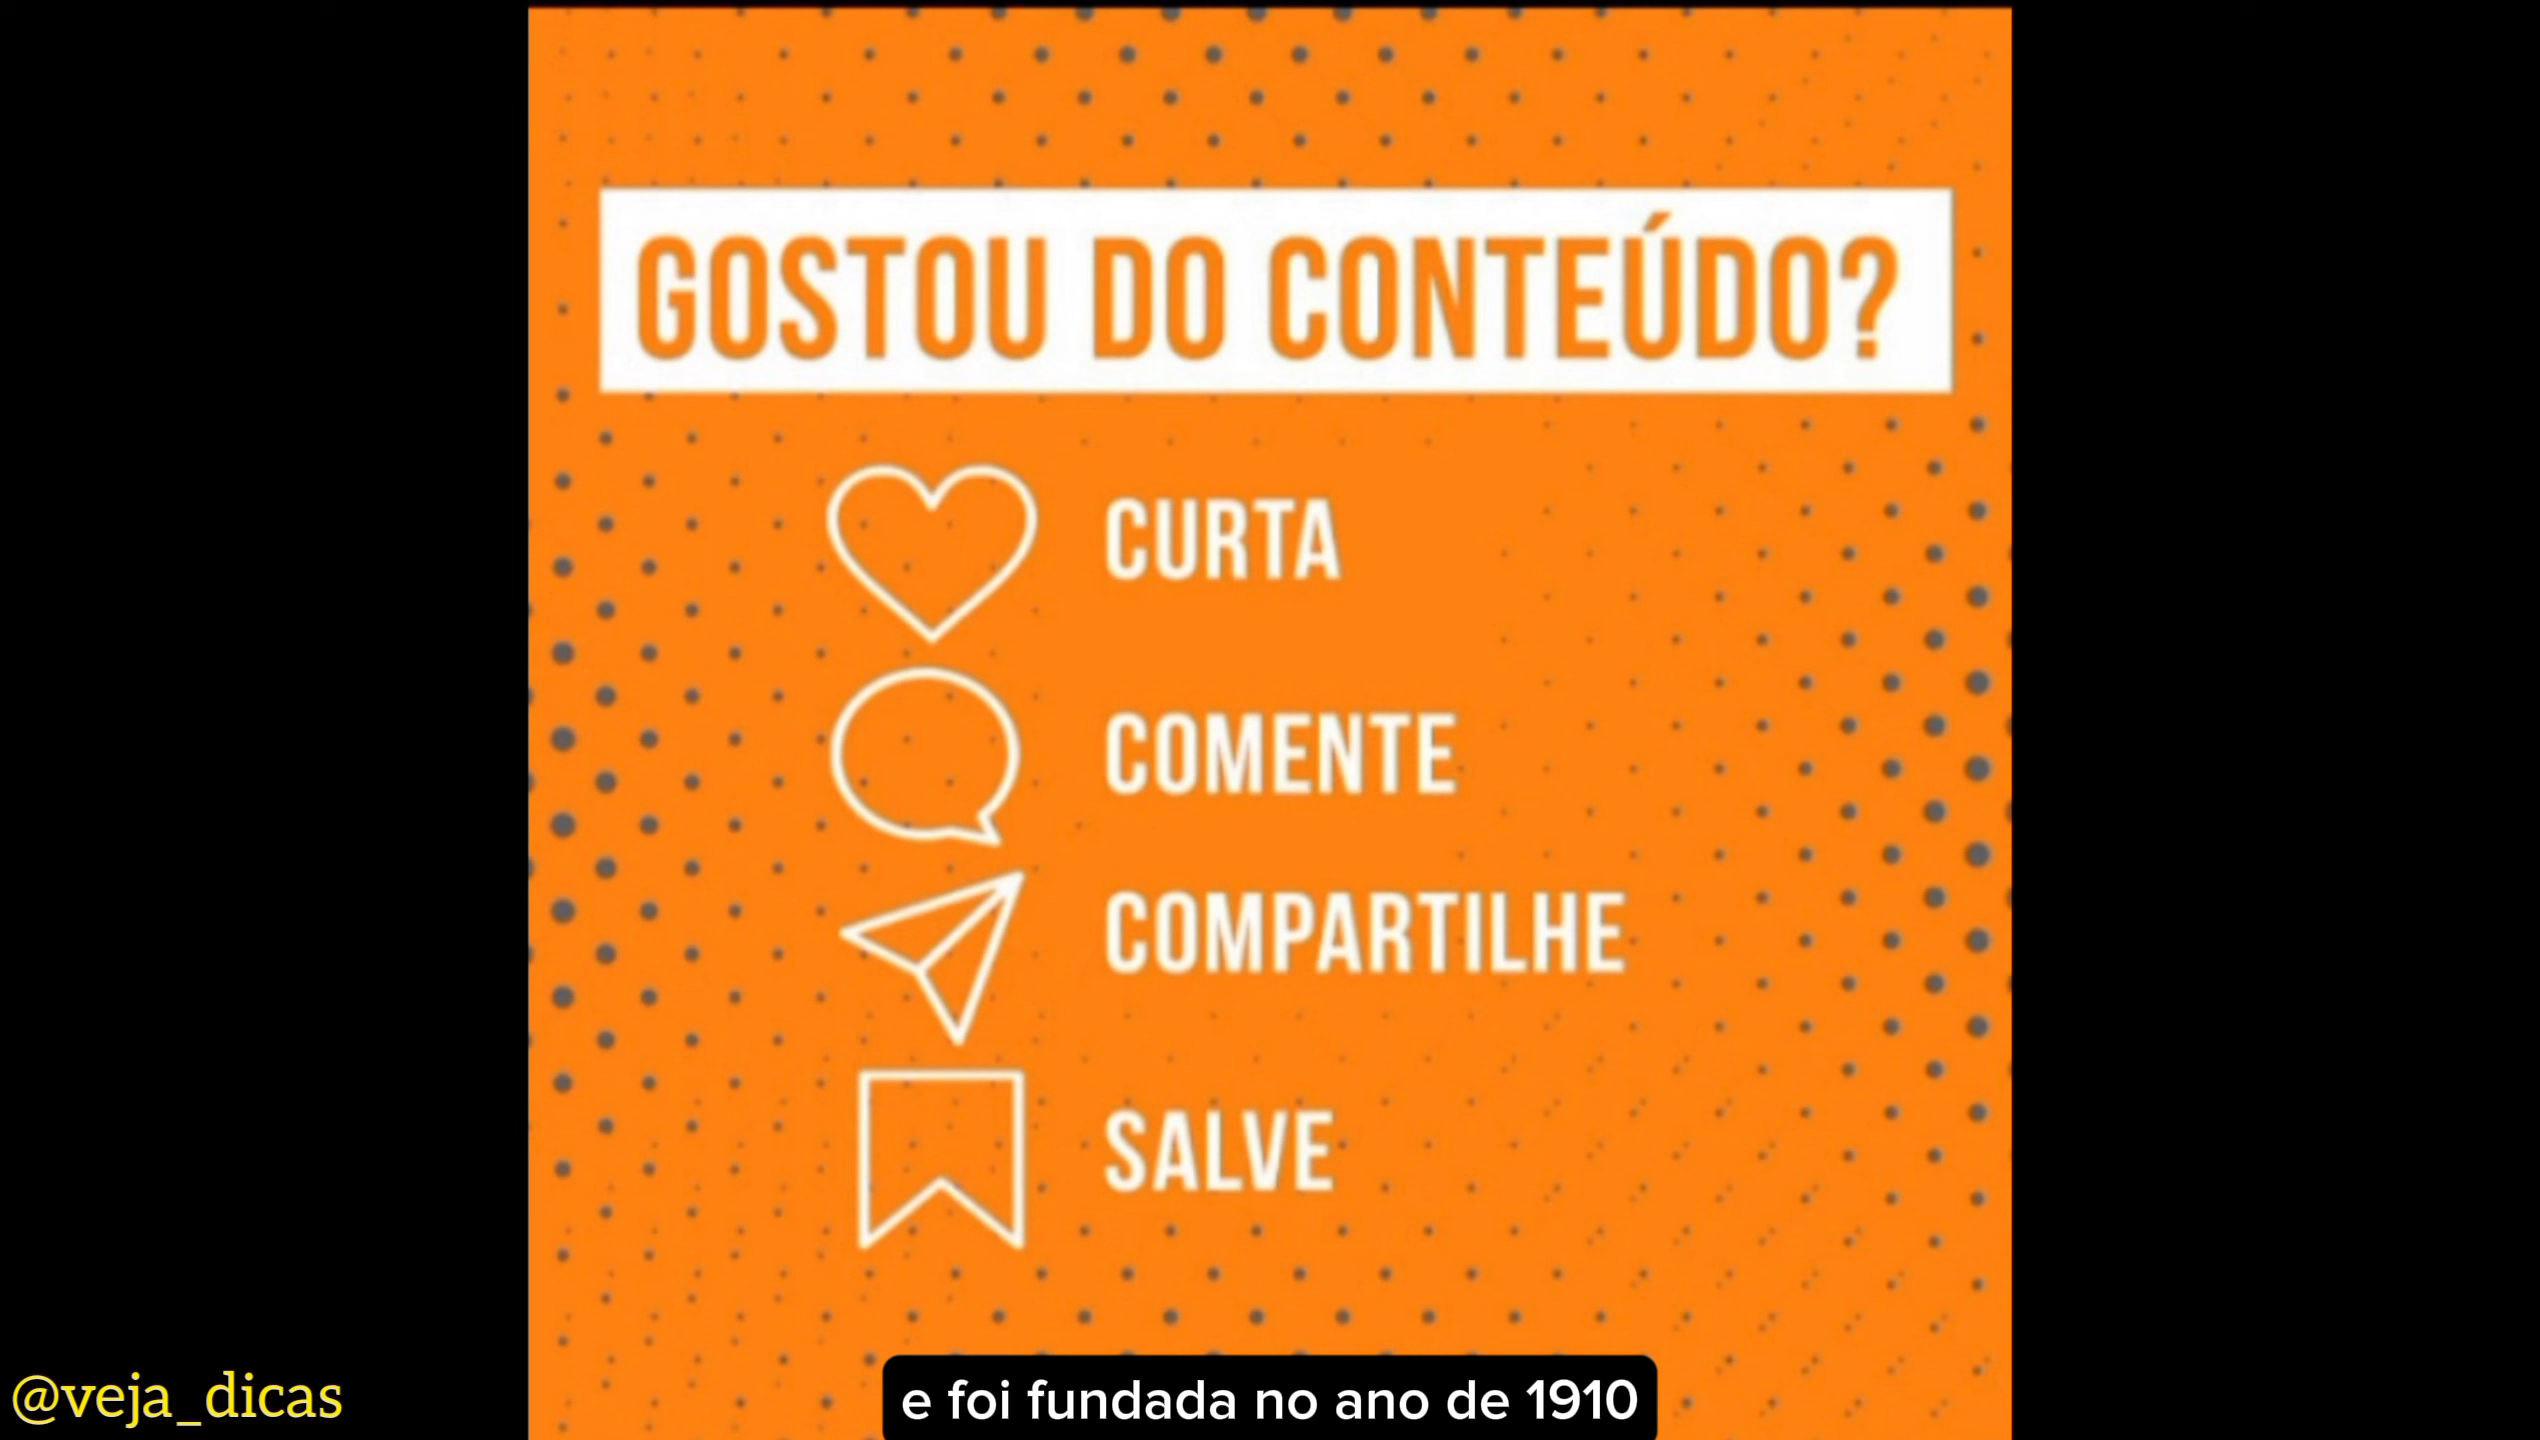 GOSTOU DO CONTEÚDO?
CURTA
COMENTE
COMPARTILHE
SALVE
@veja_dicas
e foi fundada no ano de 1910